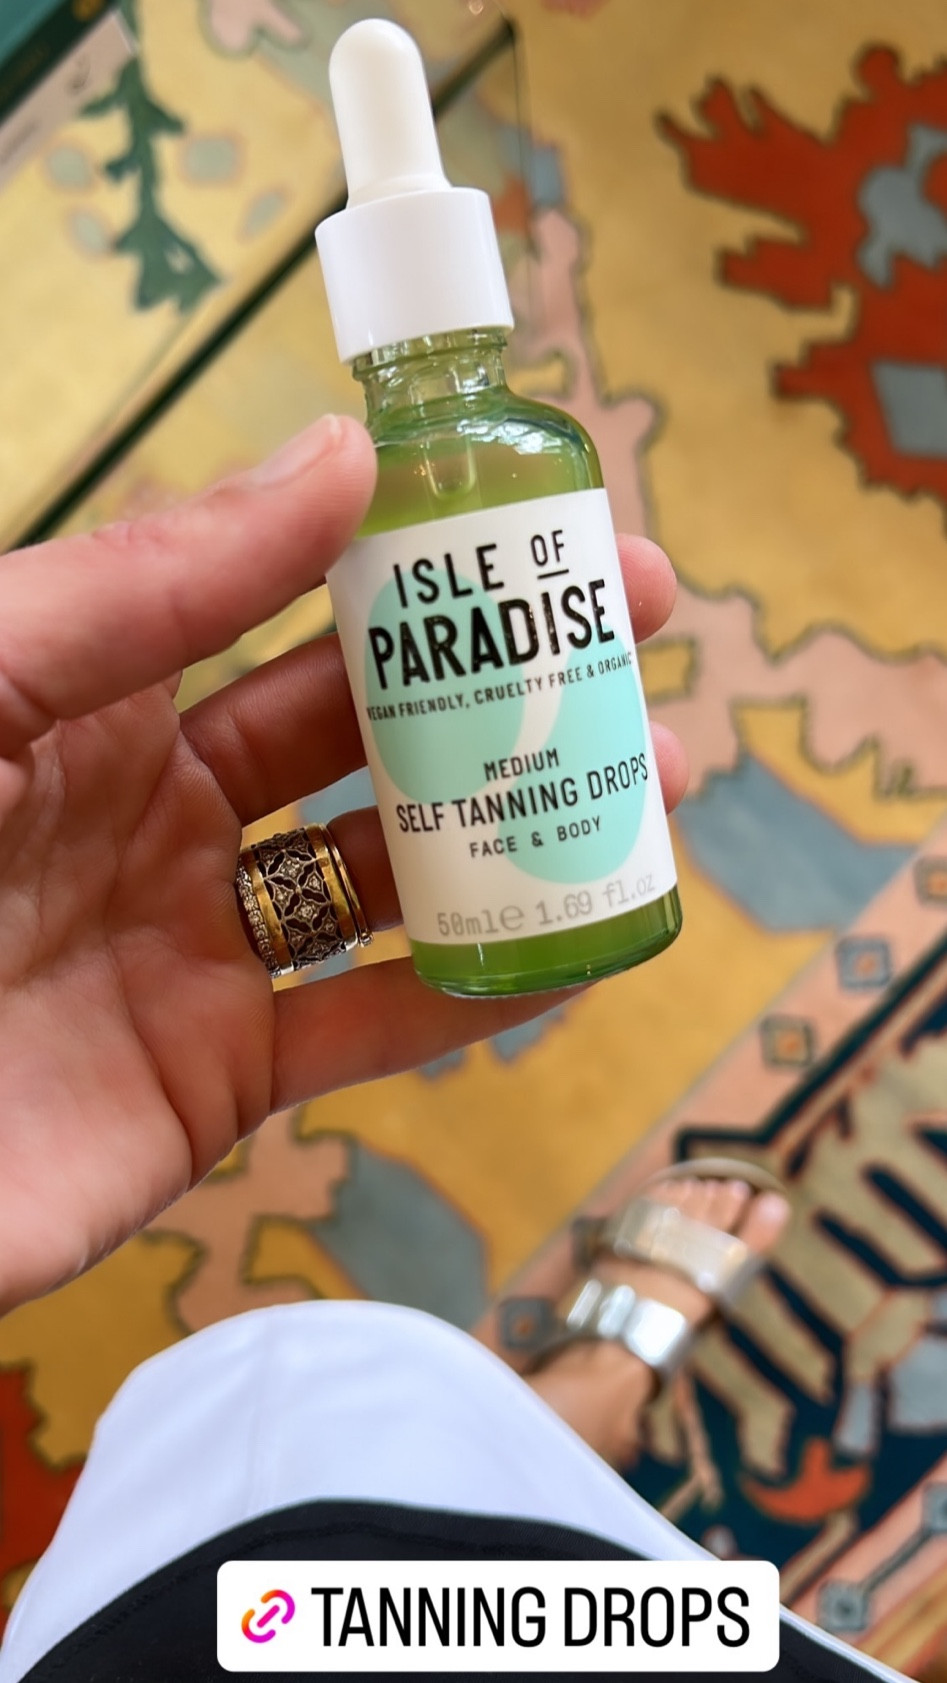 ISLE OF
PARADISE
VEGAN FRIENDLY, CRUELTY FREE & ORGANIC
MEDIUM
SELF TANNING DROPS
FACE & BODY
50ml℮ 1.69 fl.oz
TANNING DROPS